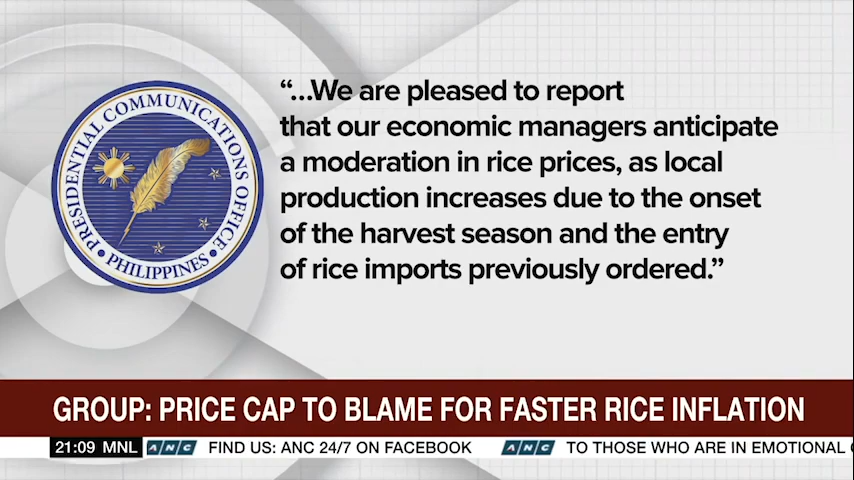 PRESIDENTIAL COMMUNICATIONS OFFICE
PHILIPPINES
“...We are pleased to report
that our economic managers anticipate
a moderation in rice prices, as local
production increases due to the onset
of the harvest season and the entry
of rice imports previously ordered.”
GROUP: PRICE CAP TO BLAME FOR FASTER RICE INFLATION
21:09 MNL ANC FIND US: ANC 24/7 ON FACEBOOK ANC TO THOSE WHO ARE IN EMOTIONAL